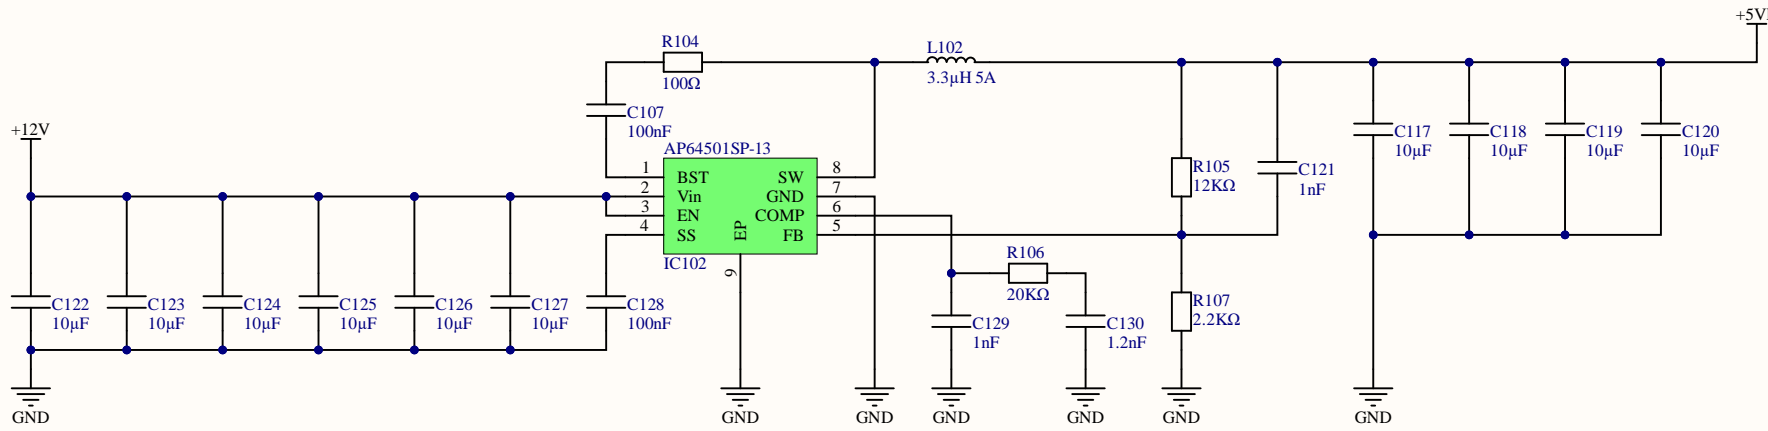 +5V
R104
100Ω
L102
3.3µH 5A
C107
100nF
+12V
AP64501SP-13
1
2
3
4
BST
Vin
EN
SS
EP
SW
GND
COMP
FB
8
7
6
5
9
IC102
R105
12KΩ
C121
1nF
C117
10µF
C118
10µF
C119
10µF
C120
10µF
R106
20KΩ
C122
10µF
C123
10µF
C124
10µF
C125
10µF
C126
10µF
C127
10µF
C128
100nF
C129
1nF
C130
1.2nF
R107
2.2KΩ
GND
GND
GND
GND
GND
GND
GND